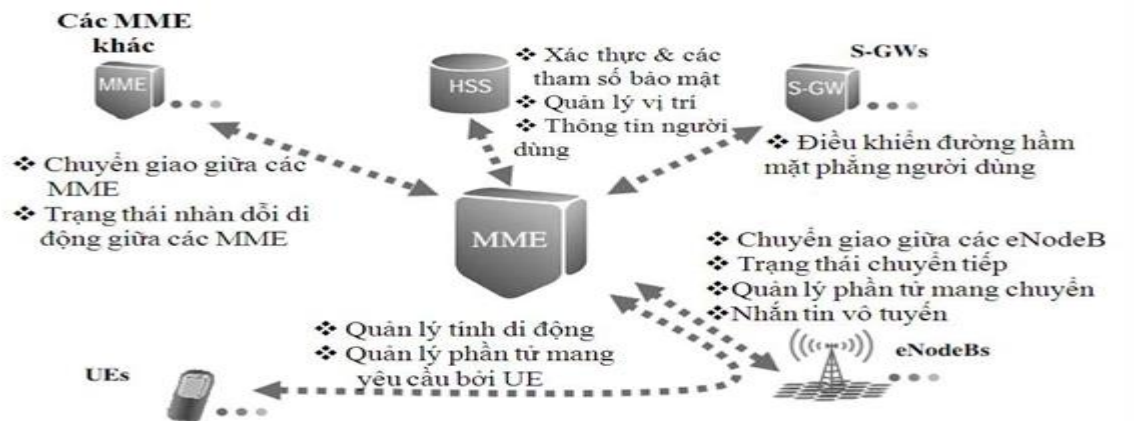 Các MME
khác
MME
❖ Chuyển giao giữa các
MME
❖ Trạng thái nhàn dỗi di
động giữa các MME
HSS
❖ Xác thực & các
tham số bảo mật
❖ Quản lý vị trí
❖ Thông tin người
dùng
S-GWs
S-GW
❖ Điều khiển đường hầm
mặt phẳng người dùng
MME
❖ Chuyển giao giữa các eNodeB
❖ Trạng thái chuyển tiếp
❖Quản lý phần tử mang chuyển
❖Nhắn tin vô tuyến
eNodeBs
❖ Quản lý tính di động
❖ Quản lý phần tử mang
yêu cầu bởi UE
UEs